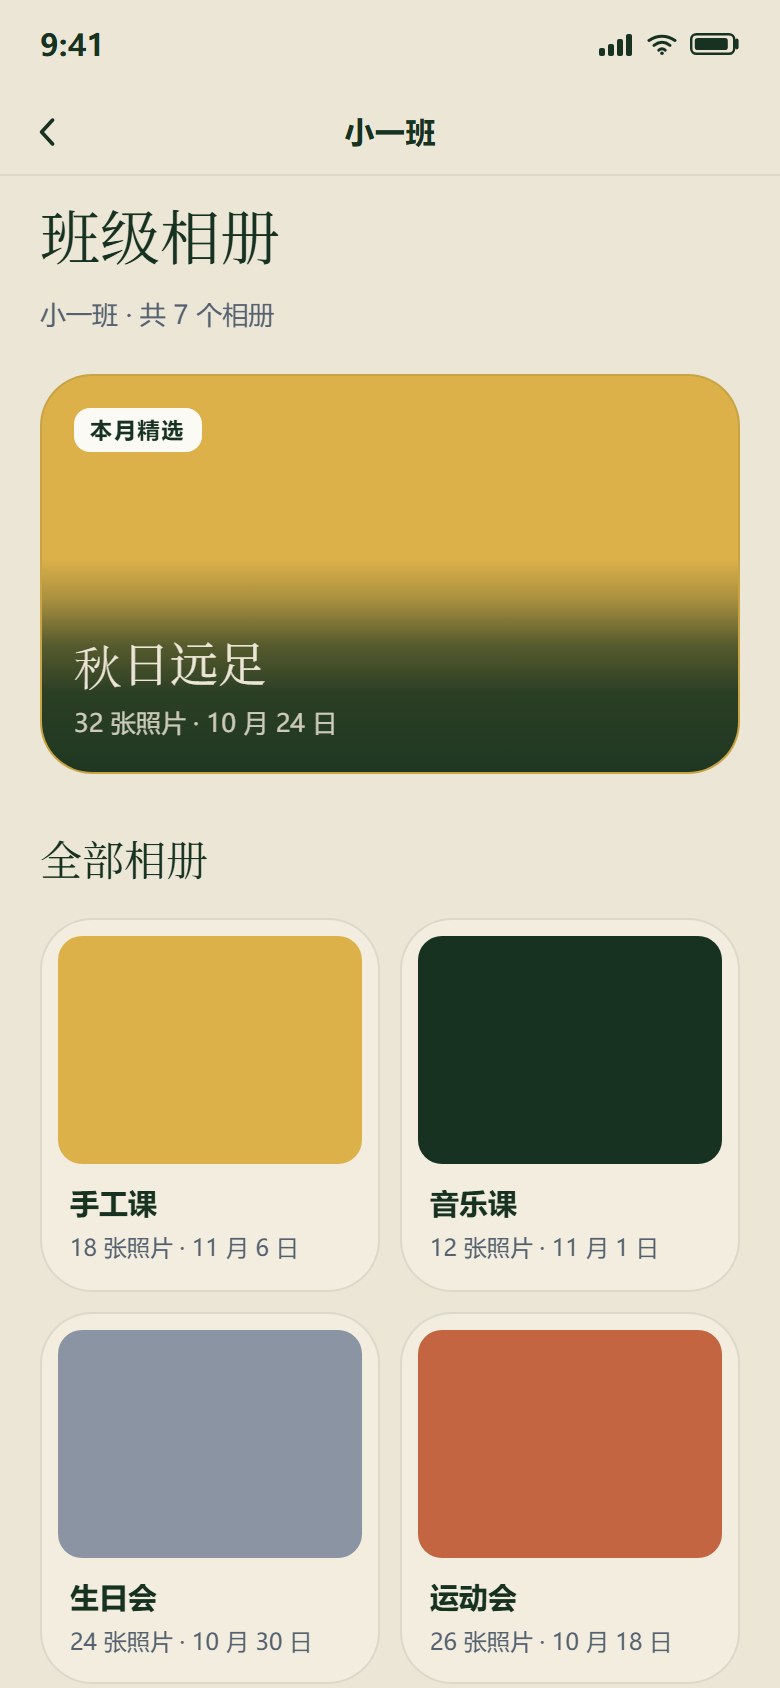 9:41
小一班
班级相册
小一班 · 共 7 个相册
本月精选
秋日远足
32 张照片 · 10 月 24 日
全部相册
手工课
18 张照片 · 11 月 6 日
音乐课
12 张照片 · 11 月 1 日
生日会
24 张照片 · 10 月 30 日
运动会
26 张照片 · 10 月 18 日